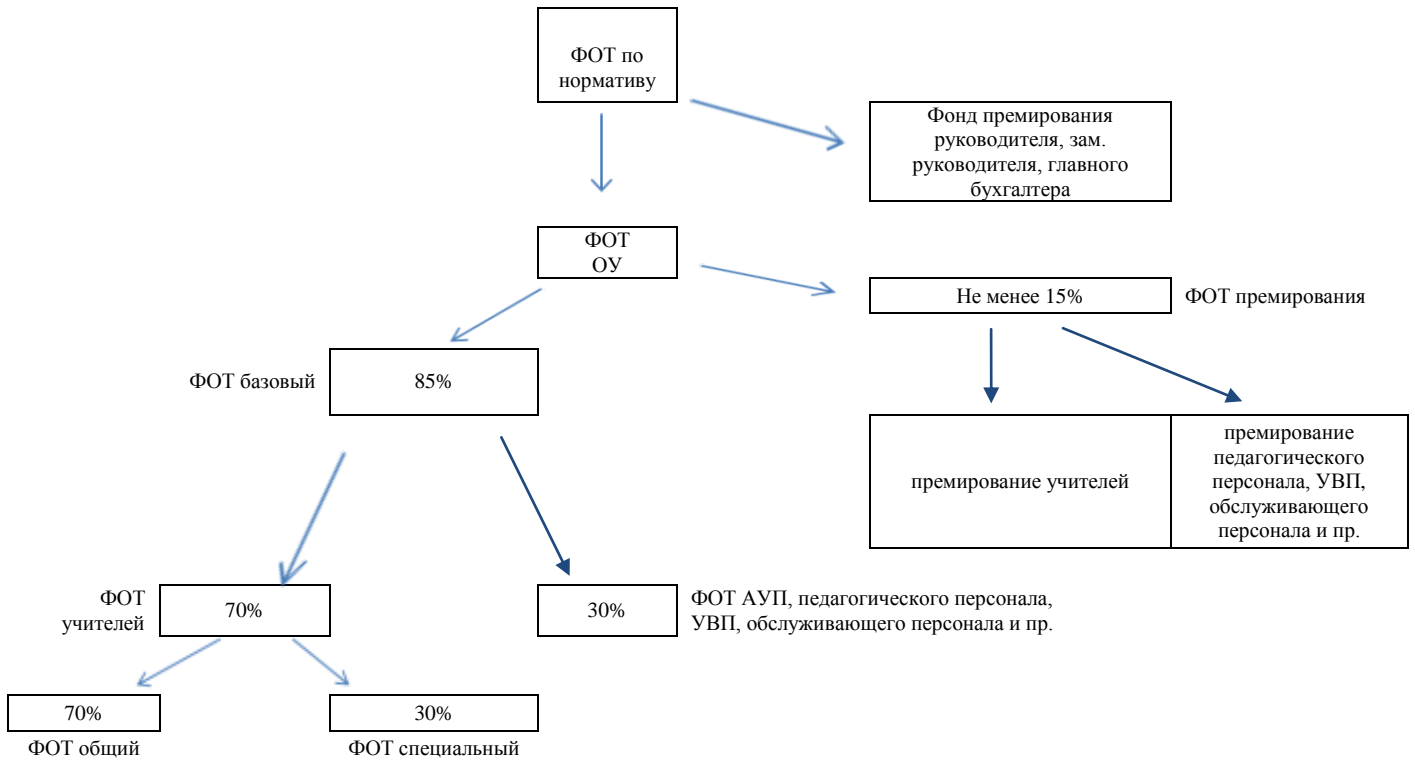 ФОТ по
нормативу
Фонд премирования
руководителя, зам.
руководителя, главного
бухгалтера
ФОТ
ОУ
Не менее 15%
ФОТ премирования
ФОТ базовый
85%
премирование учителей
премирование
педагогического
персонала, УВП,
обслуживающего
персонала и пр.
ФОТ
учителей
70%
30%
ФОТ АУП, педагогического персонала,
УВП, обслуживающего персонала и пр.
70%
30%
ФОТ общий
ФОТ специальный